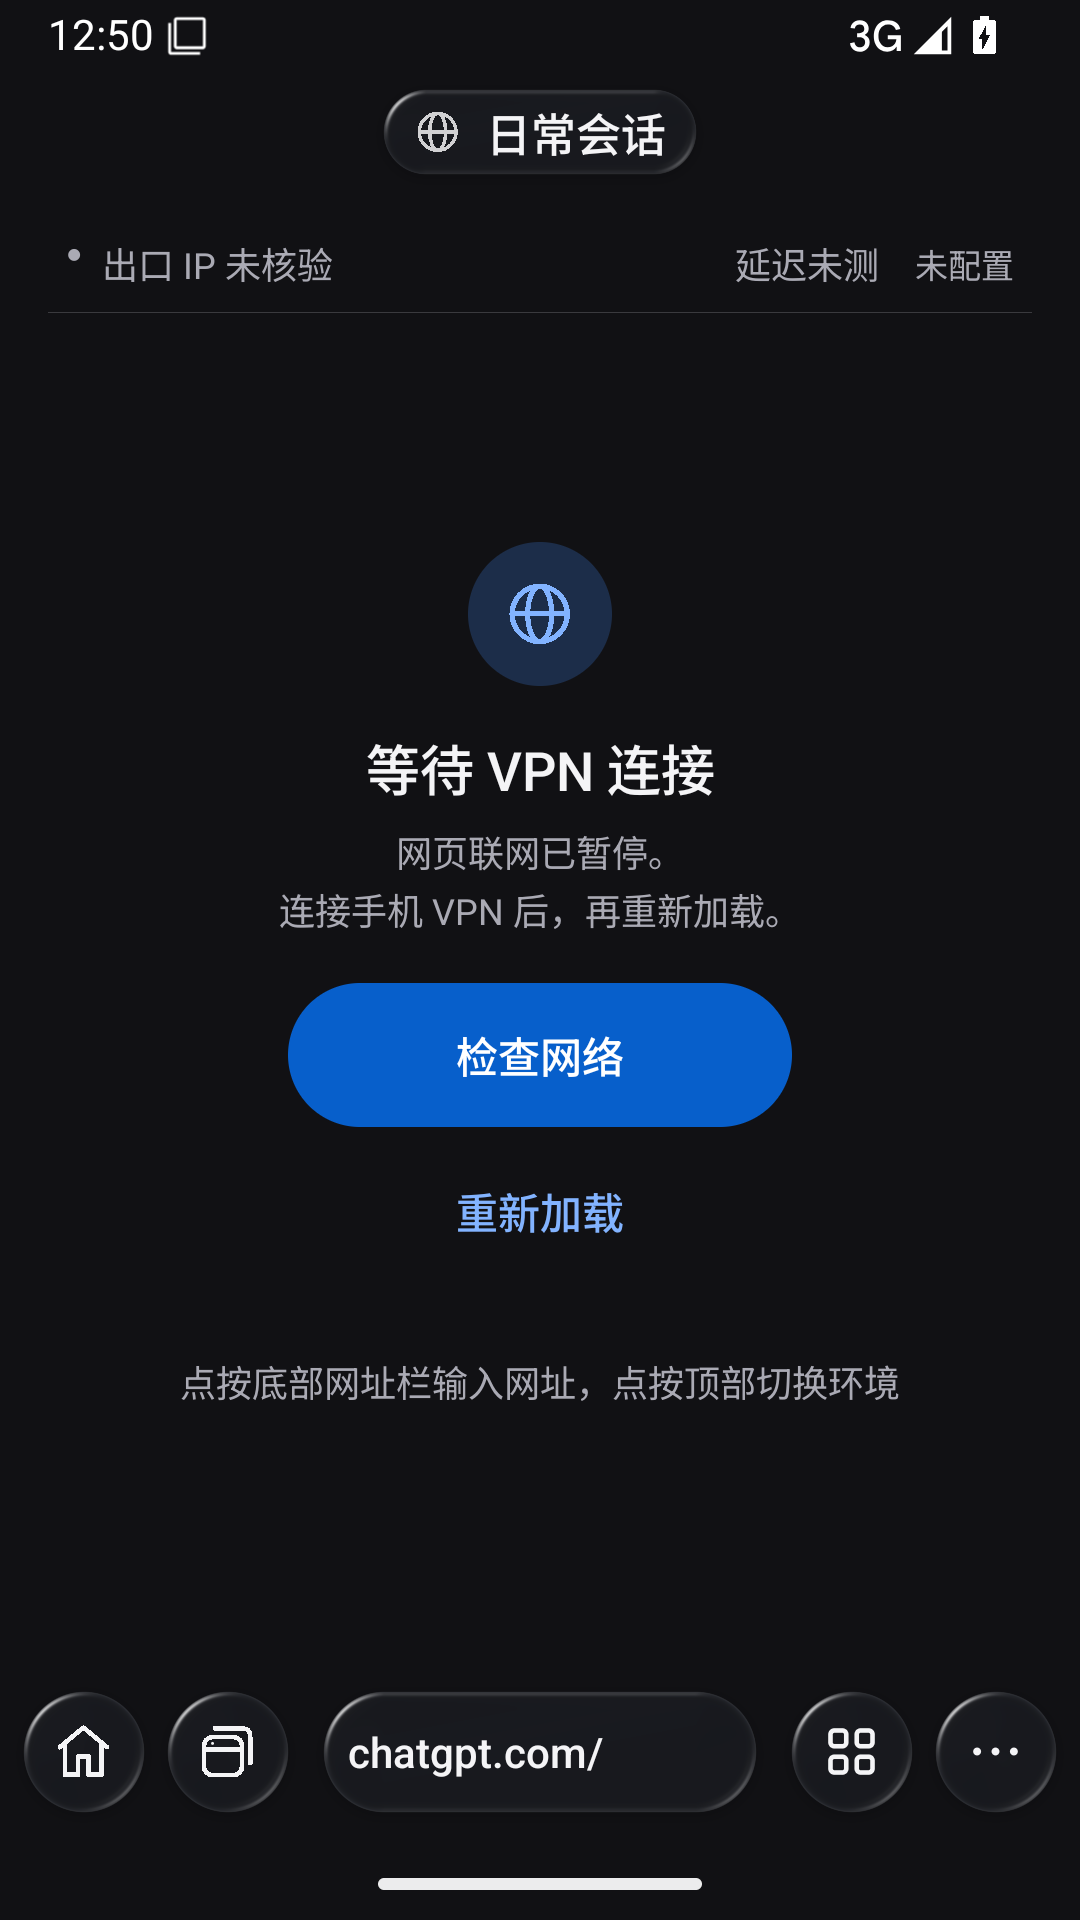 12:50
3G
日常会话
出口 IP 未核验
延迟未测
未配置
等待 VPN 连接
网页联网已暂停。
连接手机 VPN 后，再重新加载。
检查网络
重新加载
点按底部网址栏输入网址，点按顶部切换环境
chatgpt.com/